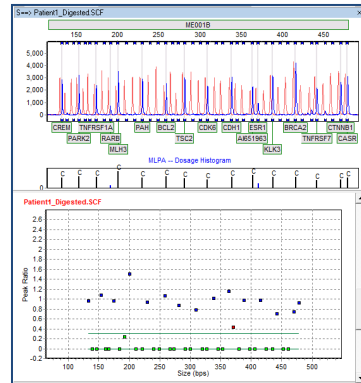 S==> Patient1_Digested.SCF
ME001B
150 200 250 300 350 400 450
5,000
4,000
3,000
2,000
1,000
0
CREM TNFRSF1A PAH BCL2 CDK6 CDH1 ESR1 BRCA2 CTNNB1
PARK2 RARB TSC2 AI651963 TNFRSF7 CASR
MLH3 KLK3
MLPA -- Dosage Histogram
C C C C C C C C C C C C C C C
0
Patient1_Digested.SCF
Peak Ratio
2.6
2.4
2.2
2
1.8
1.6
1.4
1.2
1
0.8
0.6
0.4
0.2
0
-0.2
100 150 200 250 300 350 400 450 500
Size (bps)